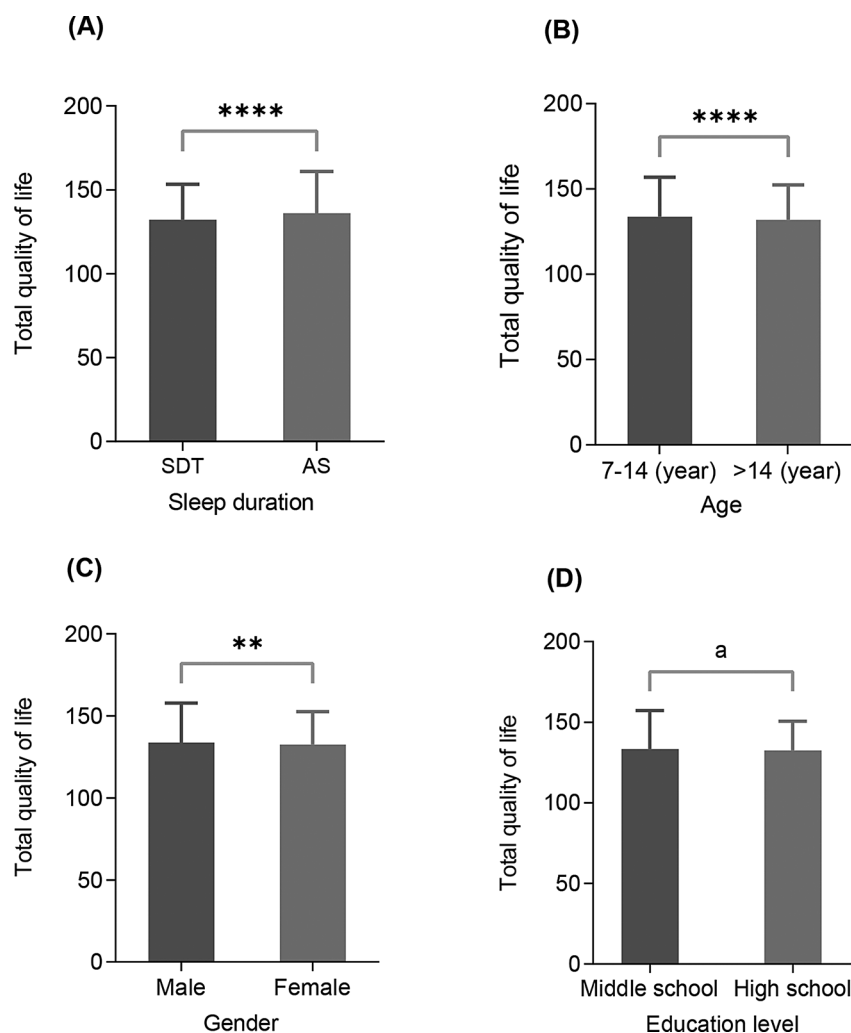 (A)
Total quality of life
200
150
100
50
0
****
SDT AS
Sleep duration
(B)
Total quality of life
200
150
100
50
0
****
7-14 (year) >14 (year)
Age
(C)
Total quality of life
200
150
100
50
0
**
Male Female
Gender
(D)
Total quality of life
200
150
100
50
0
a
Middle school High school
Education level